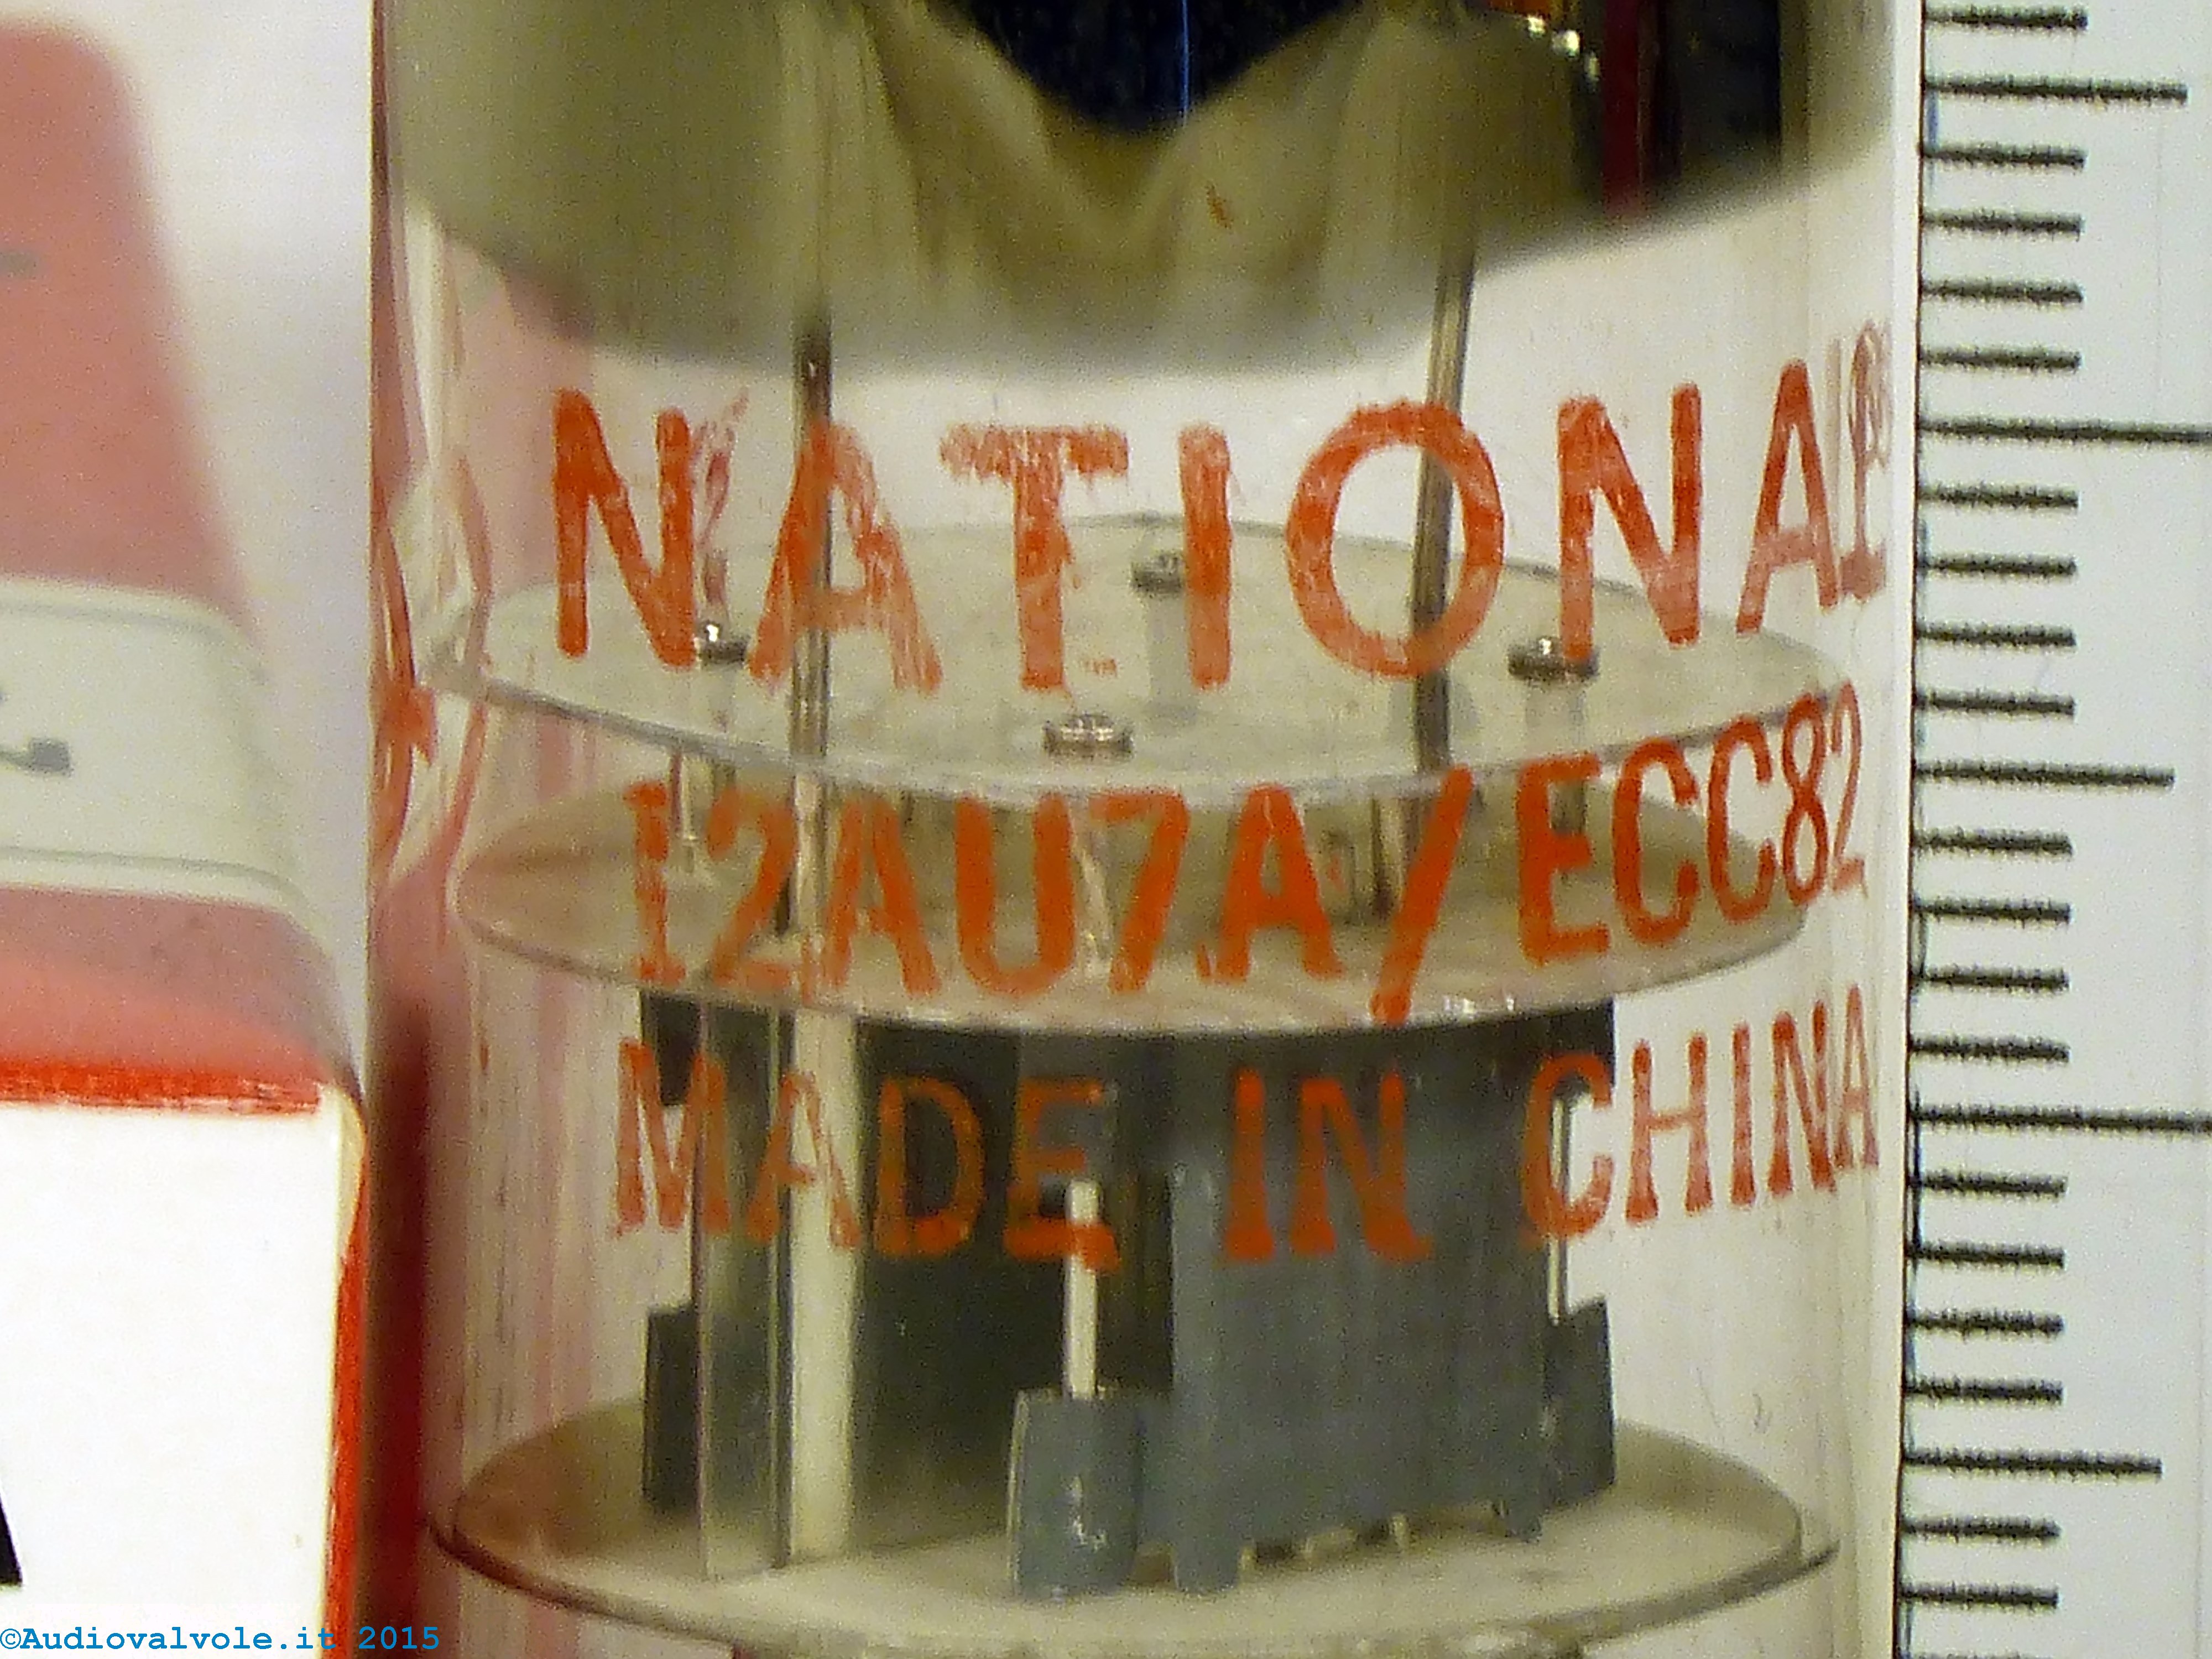 NATIONAL
12AU7A/ECC82
MADE IN CHINA
©Audiovalvole.it 2015